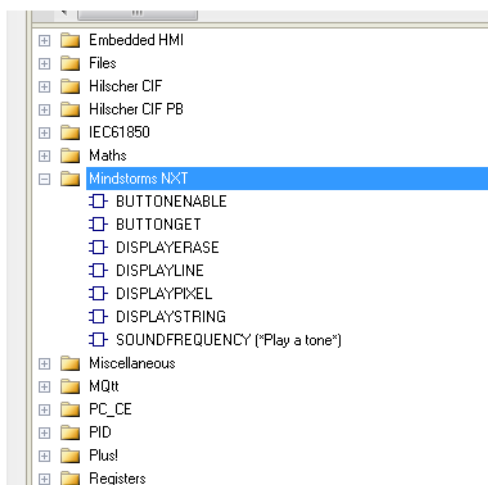 Embedded HMI
Files
Hilscher CIF
Hilscher CIF PB
IEC61850
Maths
Mindstorms NXT
BUTTONENABLE
BUTTONGET
DISPLAYERASE
DISPLAYLINE
DISPLAYPIXEL
DISPLAYSTRING
SOUNDFREQUENCY (*Play a tone*)
Miscellaneous
MQtt
PC_CE
PID
Plus!
Registers